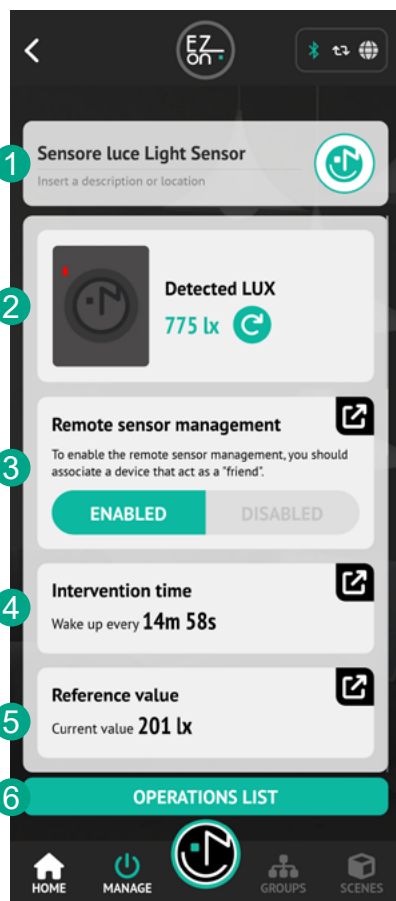 EZ
on
1
Sensore luce Light Sensor
Insert a description or location
2
Detected LUX
775 lx
3
Remote sensor management
To enable the remote sensor management, you should
associate a device that act as a "friend".
ENABLED
DISABLED
4
Intervention time
Wake up every 14m 58s
5
Reference value
Current value 201 lx
6
OPERATIONS LIST
HOME
MANAGE
GROUPS
SCENES